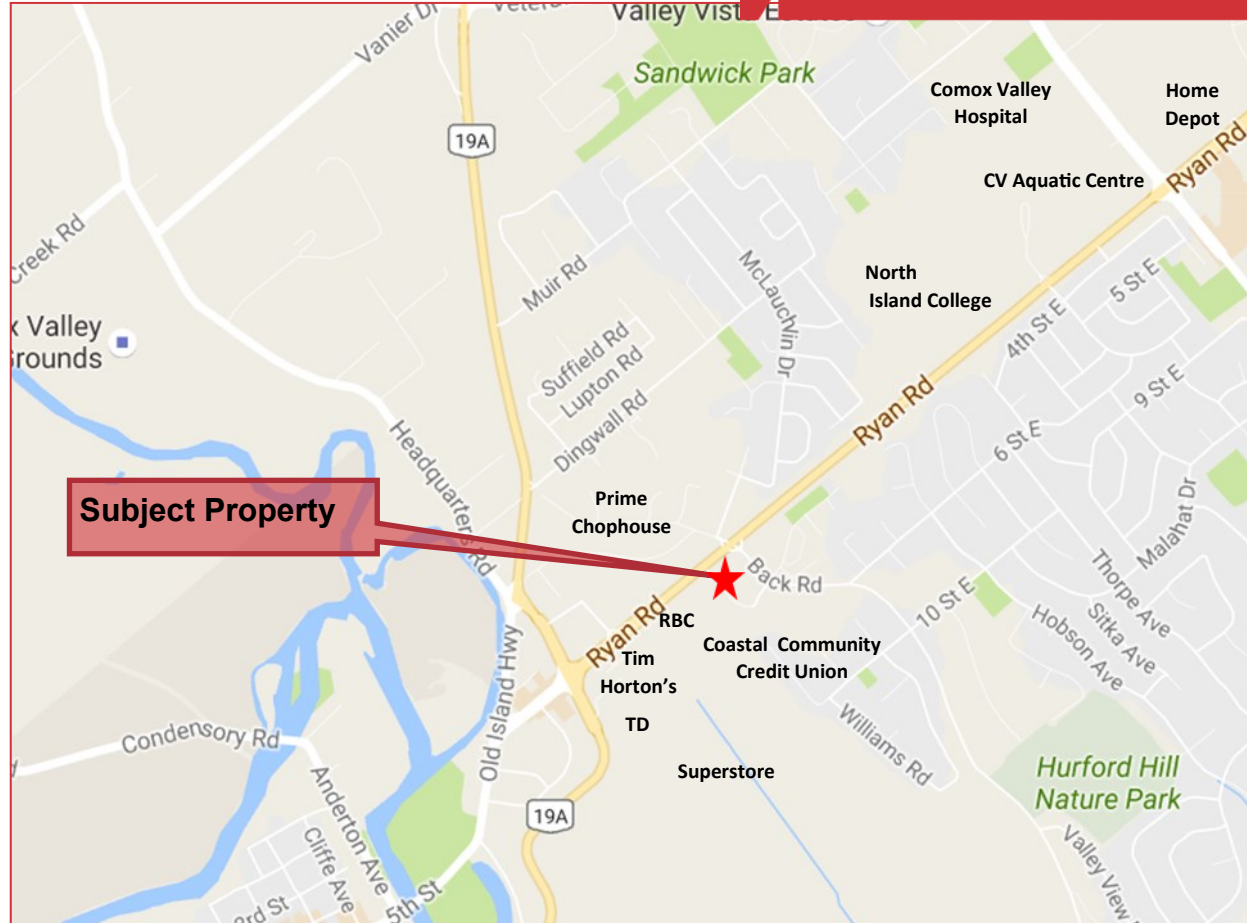 Vanier Dr
Veterans
Valley Vista Estates
Sandwick Park
Comox Valley
Hospital
Home
Depot
19A
Ryan Rd
CV Aquatic Centre
Creek Rd
Muir Rd
McLauchlin Dr
North
Island College
5 St E
4th St E
x Valley
Grounds
Suffield Rd
Lupton Rd
Dingwall Rd
Ryan Rd
9 St E
6 St E
Headquarters Rd
Subject Property
Prime
Chophouse
Malahat Dr
Back Rd
Thorpe Ave
Sitka Ave
Hobson Ave
10 St E
Ryan Rd
RBC
Coastal Community
Credit Union
Tim
Horton's
TD
Old Island Hwy
Williams Rd
Condensory Rd
Superstore
Hurford Hill
Nature Park
Anderton Ave
Cliffe Ave
19A
Valley View
3rd St
5th St